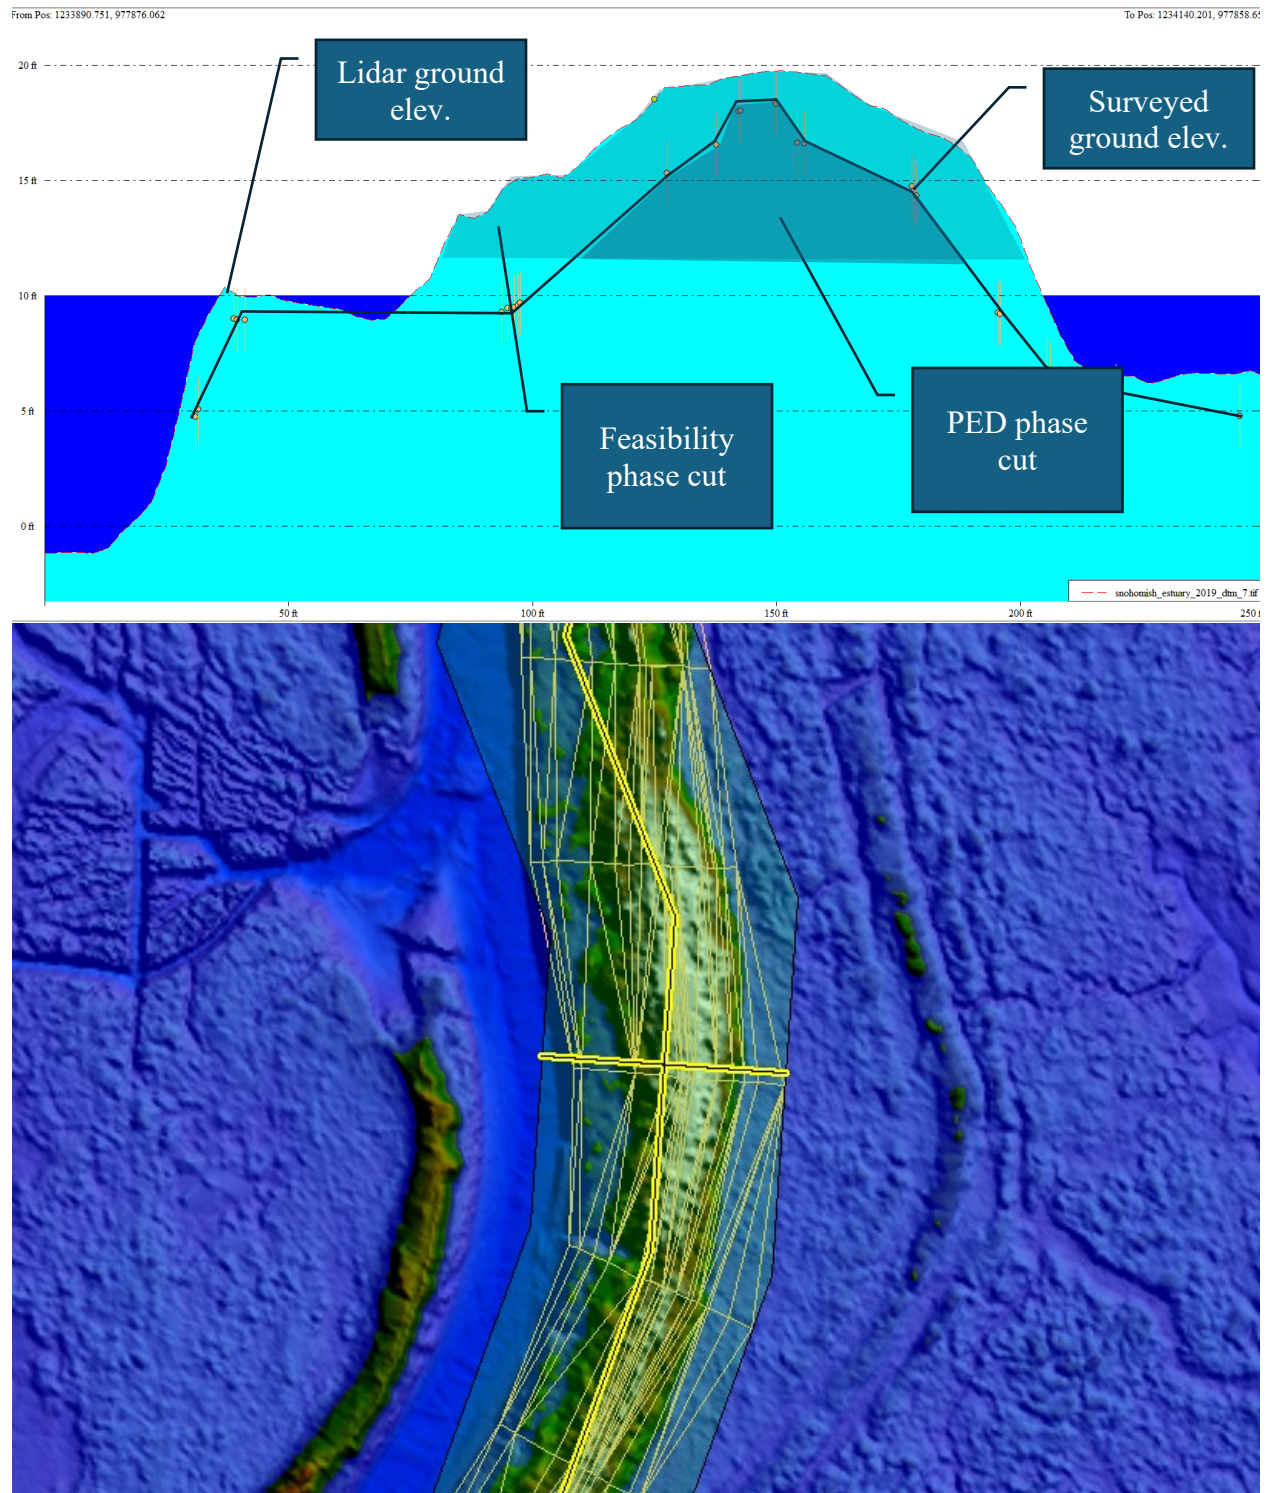 From Pos: 1233890.751, 977876.062
To Pos: 1234140.201, 977858.65
20 ft
Lidar ground
elev.
Surveyed
ground elev.
15 ft
10 ft
5 ft
Feasibility
phase cut
PED phase
cut
0 ft
snohomish_estuary_2019_dtm_7.tif
50 ft
100 ft
150 ft
200 ft
250